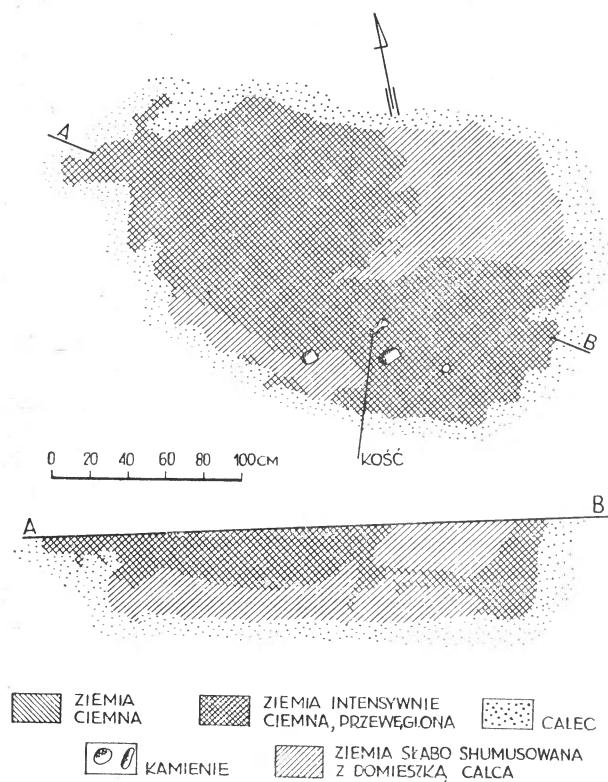 A
B
0 20 40 60 80 100CM
KOŚĆ
A
B
ZIEMIA
CIEMNA
ZIEMIA INTENSYWNIE
CIEMNA, PRZEWĘGLONA
CALEC
KAMIENIE
ZIEMIA SŁABO SHUMUSOWANA
Z DOMIESZKĄ CALCA